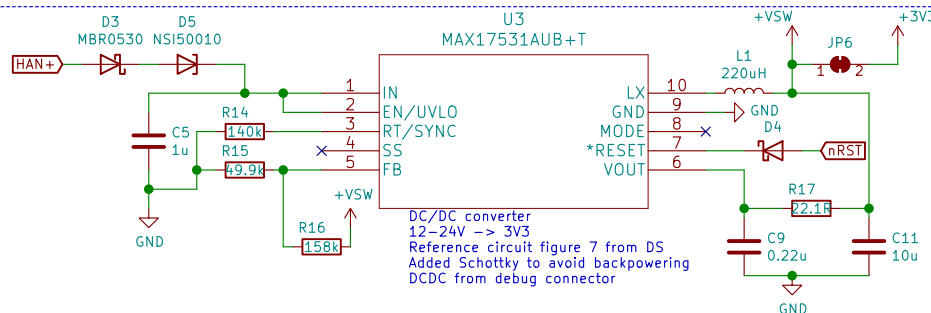 U3
MAX17531AUB+T
D3
MBR0530
D5
NSI50010
HAN+
+VSW
+3V3
JP6
1
2
L1
220uH
1
IN
2
EN/UVLO
3
RT/SYNC
4
SS
5
FB
10
LX
9
GND
8
MODE
7
*RESET
6
VOUT
GND
R14
140k
R15
49.9k
C5
1u
GND
+VSW
R16
158k
D4
nRST
R17
22.1R
C9
0.22u
C11
10u
GND
DC/DC converter
12-24V -> 3V3
Reference circuit figure 7 from DS
Added Schottky to avoid backpowering
DCDC from debug connector